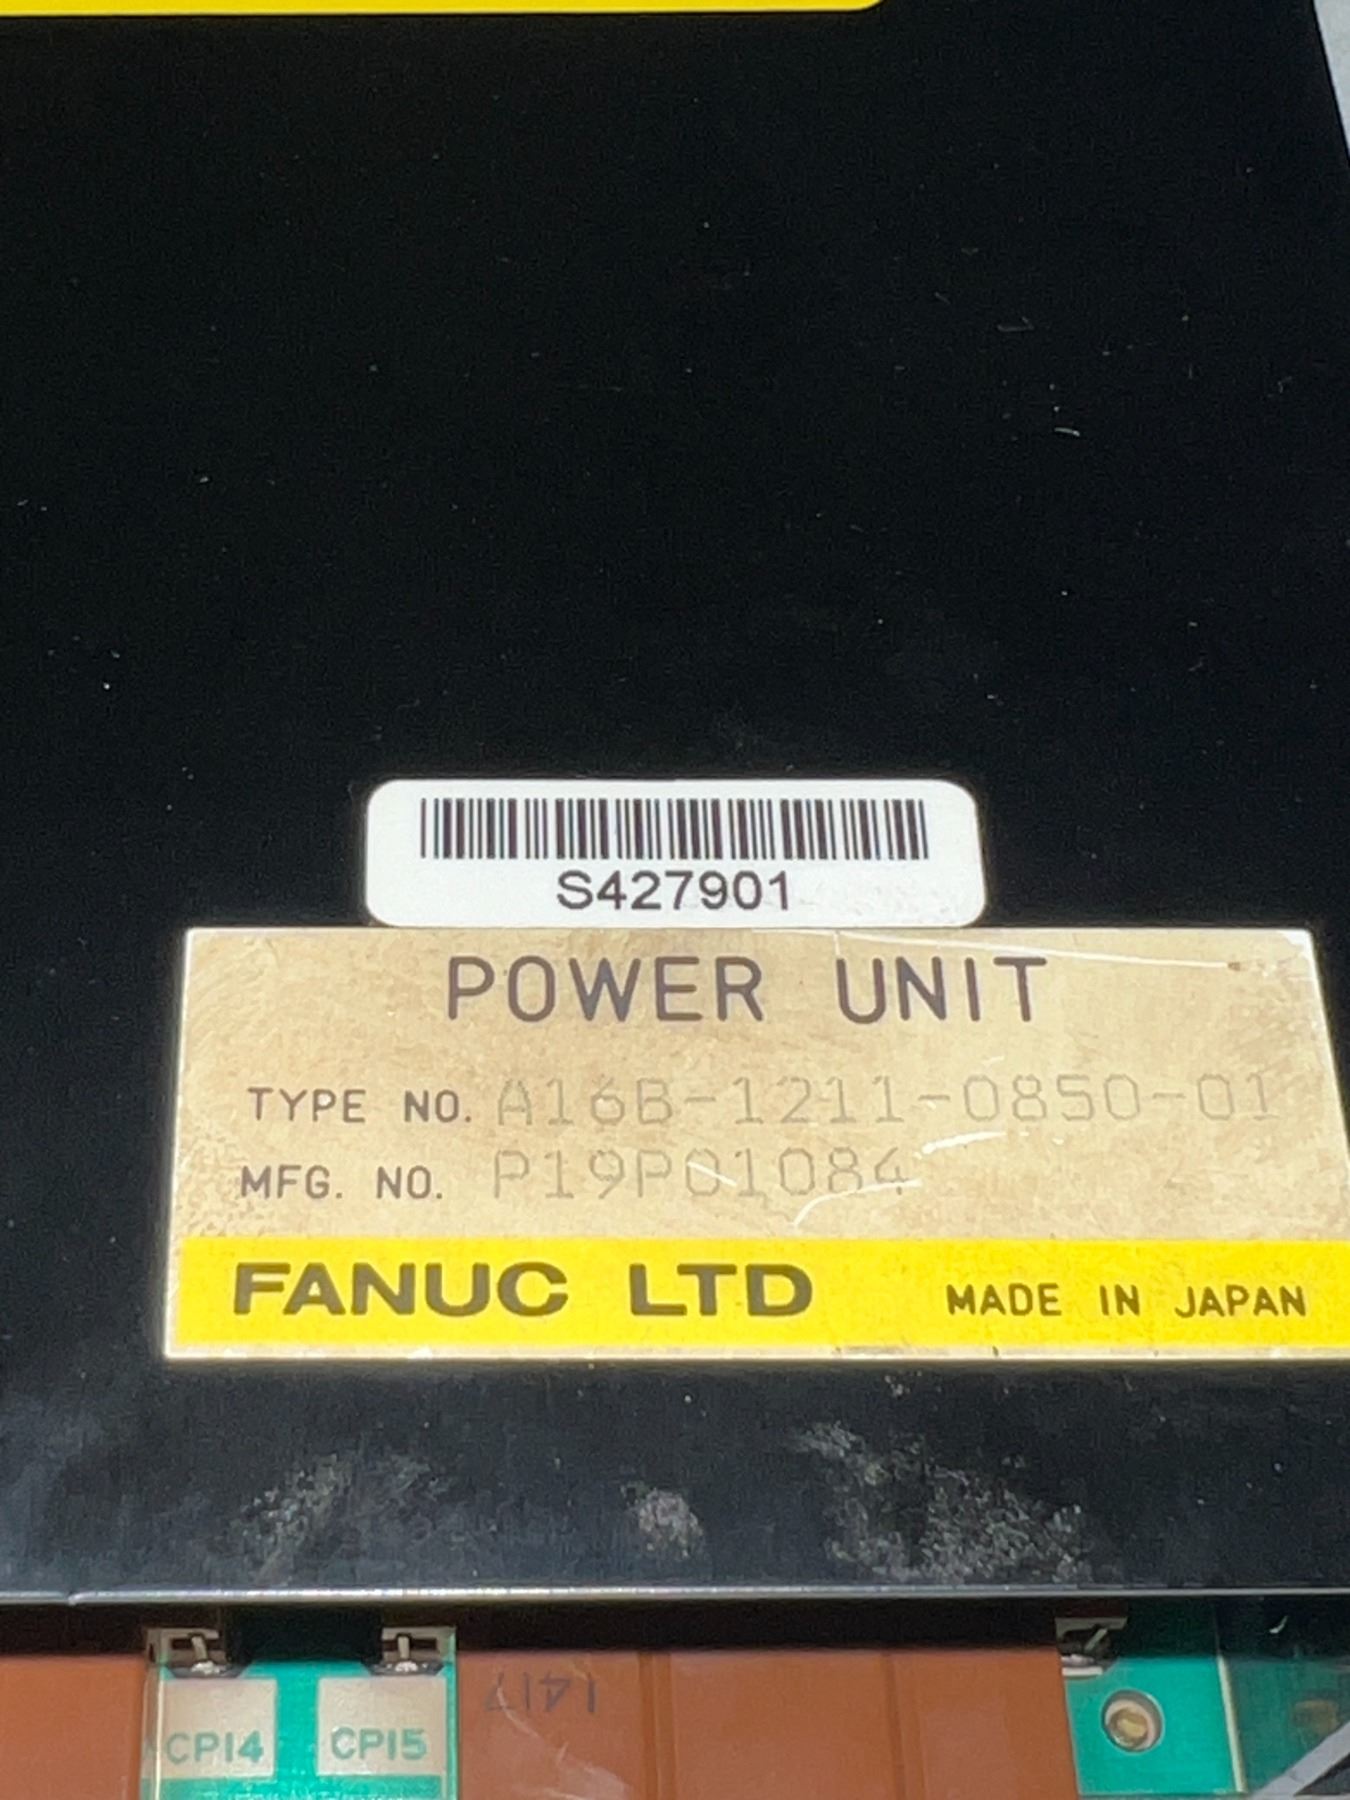 S427901
POWER UNIT
TYPE NO. A16B-1211-0850-01
MFG. NO. P19P01084
FANUC LTD MADE IN JAPAN
1417
CP14 CP15